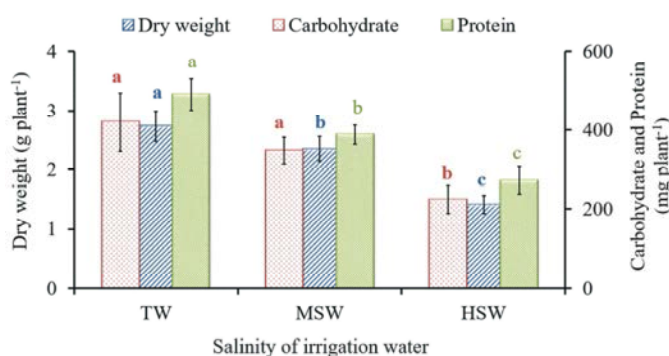 Dry weight Carbohydrate Protein
4 600
3 400
2 200
1
0 0
a a a
a b b
b c c
Dry weight (g plant⁻¹)
Carbohydrate and Protein
(mg plant⁻¹)
TW MSW HSW
Salinity of irrigation water